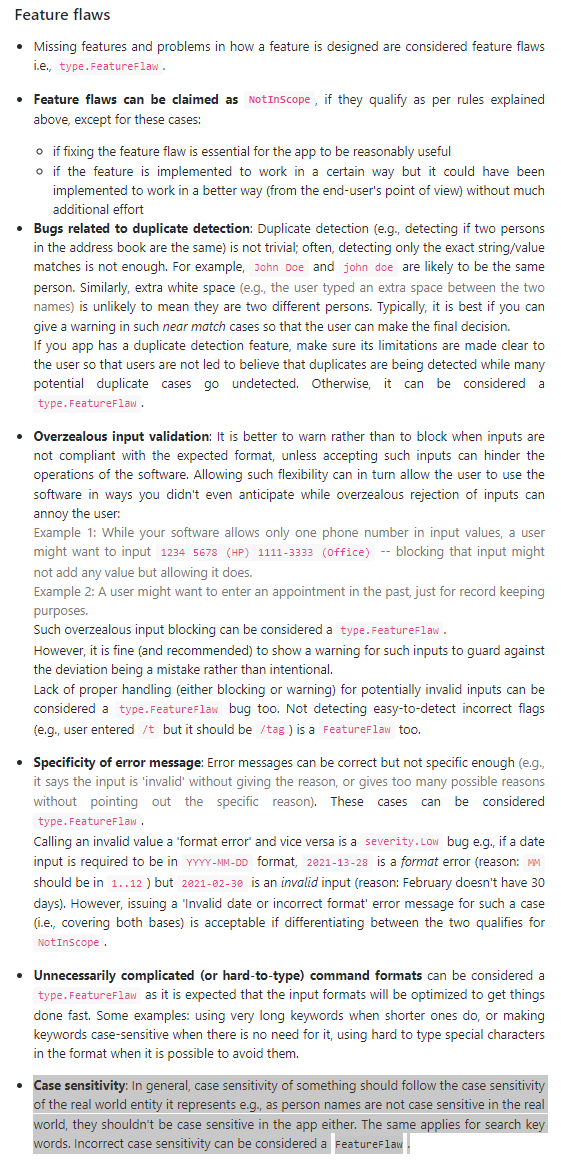 Feature flaws
Missing features and problems in how a feature is designed are considered feature flaws
i.e., type.FeatureFlaw.
Feature flaws can be claimed as NotInScope, if they qualify as per rules explained
above, except for these cases:
if fixing the feature flaw is essential for the app to be reasonably useful
if the feature is implemented to work in a certain way but it could have been
implemented to work in a better way (from the end-user's point of view) without much
additional effort
Bugs related to duplicate detection: Duplicate detection (e.g., detecting if two persons
in the address book are the same) is not trivial; often, detecting only the exact string/value
matches is not enough. For example, John Doe and john doe are likely to be the same
person. Similarly, extra white space (e.g., the user typed an extra space between the two
names) is unlikely to mean they are two different persons. Typically, it is best if you can
give a warning in such near match cases so that the user can make the final decision.
If you app has a duplicate detection feature, make sure its limitations are made clear to
the user so that users are not led to believe that duplicates are being detected while many
potential duplicate cases go undetected. Otherwise, it can be considered a
type.FeatureFlaw.
Overzealous input validation: It is better to warn rather than to block when inputs are
not compliant with the expected format, unless accepting such inputs can hinder the
operations of the software. Allowing such flexibility can in turn allow the user to use the
software in ways you didn't even anticipate while overzealous rejection of inputs can
annoy the user:
Example 1: While your software allows only one phone number in input values, a user
might want to input 1234 5678 (HP) 1111-3333 (Office) -- blocking that input might
not add any value but allowing it does.
Example 2: A user might want to enter an appointment in the past, just for record keeping
purposes.
Such overzealous input blocking can be considered a type.FeatureFlaw.
However, it is fine (and recommended) to show a warning for such inputs to guard against
the deviation being a mistake rather than intentional.
Lack of proper handling (either blocking or warning) for potentially invalid inputs can be
considered a type.FeatureFlaw bug too. Not detecting easy-to-detect incorrect flags
(e.g., user entered /t but it should be /tag) is a FeatureFlaw too.
Specificity of error message: Error messages can be correct but not specific enough (e.g.,
it says the input is 'invalid' without giving the reason, or gives too many possible reasons
without pointing out the specific reason). These cases can be considered
type.FeatureFlaw.
Calling an invalid value a 'format error' and vice versa is a severity.Low bug e.g., if a date
input is required to be in YYYY-MM-DD format, 2021-13-28 is a format error (reason: MM
should be in 1..12) but 2021-02-30 is an invalid input (reason: February doesn't have 30
days). However, issuing a 'Invalid date or incorrect format' error message for such a case
(i.e., covering both bases) is acceptable if differentiating between the two qualifies for
NotInScope.
Unnecessarily complicated (or hard-to-type) command formats can be considered a
type.FeatureFlaw as it is expected that the input formats will be optimized to get things
done fast. Some examples: using very long keywords when shorter ones do, or making
keywords case-sensitive when there is no need for it, using hard to type special characters
in the format when it is possible to avoid them.
Case sensitivity: In general, case sensitivity of something should follow the case sensitivity
of the real world entity it represents e.g., as person names are not case sensitive in the real
world, they shouldn't be case sensitive in the app either. The same applies for search key
words. Incorrect case sensitivity can be considered a FeatureFlaw.